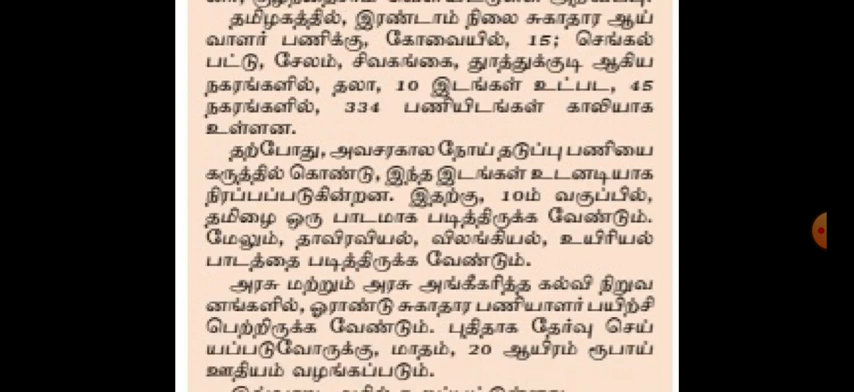 தமிழகத்தில், இரண்டாம் நிலை சுகாதார ஆய்
வாளர் பணிக்கு, கோவையில், 15; செங்கல்
பட்டு, சேலம், சிவகங்கை, துாத்துக்குடி ஆகிய
நகரங்களில், தலா, 10 இடங்கள் உட்பட, 45
நகரங்களில், 334 பணியிடங்கள் காலியாக
உள்ளன.
தற்போது, அவசரகால நோய் தடுப்பு பணியை
கருத்தில் கொண்டு, இந்த இடங்கள் உடனடியாக
நிரப்பப்படுகின்றன. இதற்கு, 10ம் வகுப்பில்,
தமிழை ஒரு பாடமாக படித்திருக்க வேண்டும்.
மேலும், தாவிரவியல், விலங்கியல், உயிரியல்
பாடத்தை படித்திருக்க வேண்டும்.
அரசு மற்றும் அரசு அங்கீகரித்த கல்வி நிறுவ
னங்களில், ஓராண்டு சுகாதார பணியாளர் பயிற்சி
பெற்றிருக்க வேண்டும். புதிதாக தேர்வு செய்
யப்படுவோருக்கு, மாதம், 20 ஆயிரம் ரூபாய்
ஊதியம் வழங்கப்படும்.